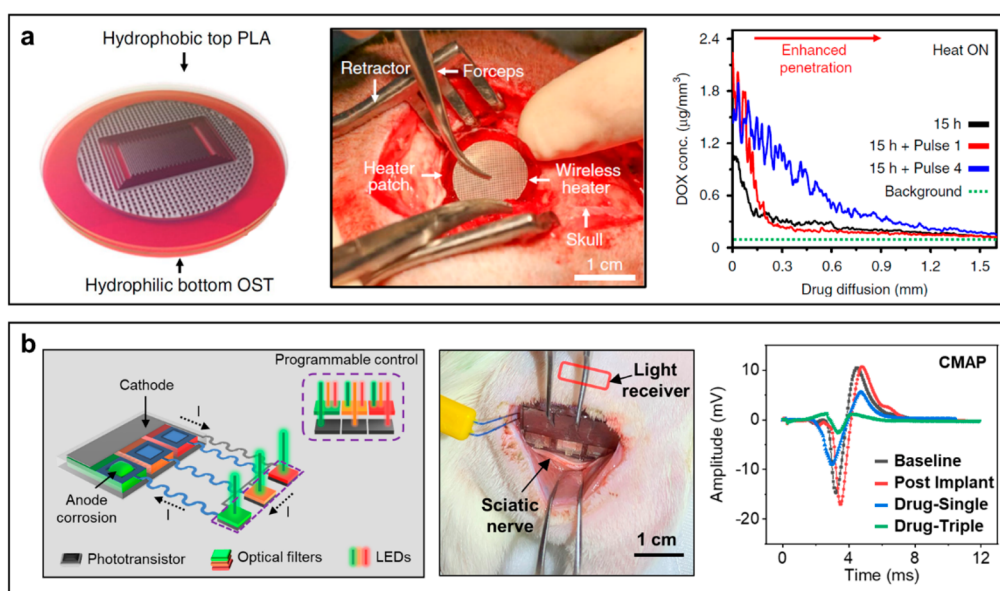 a
Hydrophobic top PLA
Hydrophilic bottom OST
Retractor
Forceps
Heater
patch
Wireless
heater
Skull
1 cm
DOX conc. (μg/mm³)
2.4
1.8
1.2
0.6
0
Enhanced
penetration
Heat ON
15 h
15 h + Pulse 1
15 h + Pulse 4
Background
0 0.3 0.6 0.9 1.2 1.5
Drug diffusion (mm)
b
Programmable control
Cathode
I
Anode
corrosion
I
I
Phototransistor
Optical filters
LEDs
Light
receiver
Sciatic
nerve
1 cm
Amplitude (mV)
10
0
-10
-20
CMAP
Baseline
Post Implant
Drug-Single
Drug-Triple
0 4 8 12
Time (ms)